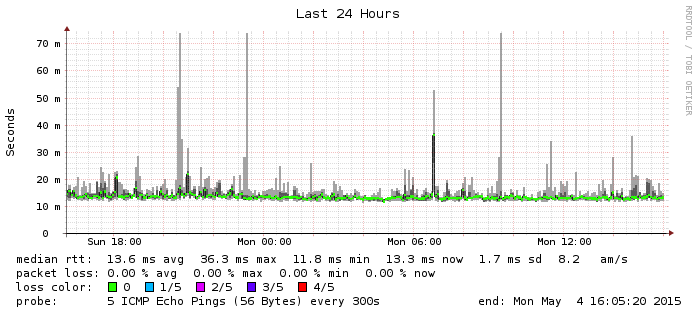 Last 24 Hours
RRDTOOL / TOBI OETIKER
Seconds
70 m
60 m
50 m
40 m
30 m
20 m
10 m
0
Sun 18:00 Mon 00:00 Mon 06:00 Mon 12:00
median rtt: 13.6 ms avg 36.3 ms max 11.8 ms min 13.3 ms now 1.7 ms sd 8.2 am/s
packet loss: 0.00 % avg 0.00 % max 0.00 % min 0.00 % now
loss color: 0 1/5 2/5 3/5 4/5
probe: 5 ICMP Echo Pings (56 Bytes) every 300s end: Mon May 4 16:05:20 2015